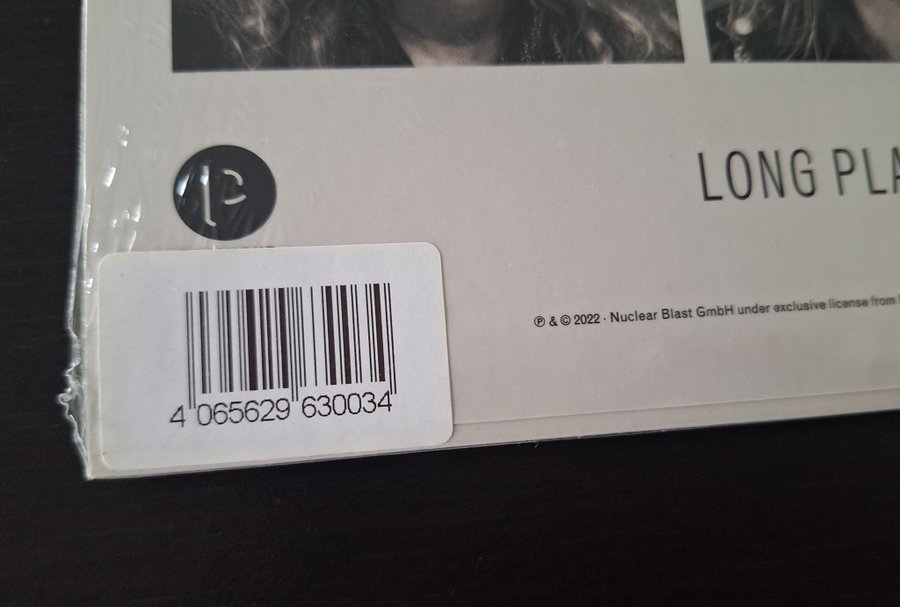 LONG PLA
℗ & © 2022 · Nuclear Blast GmbH under exclusive license from
4 065629 630034